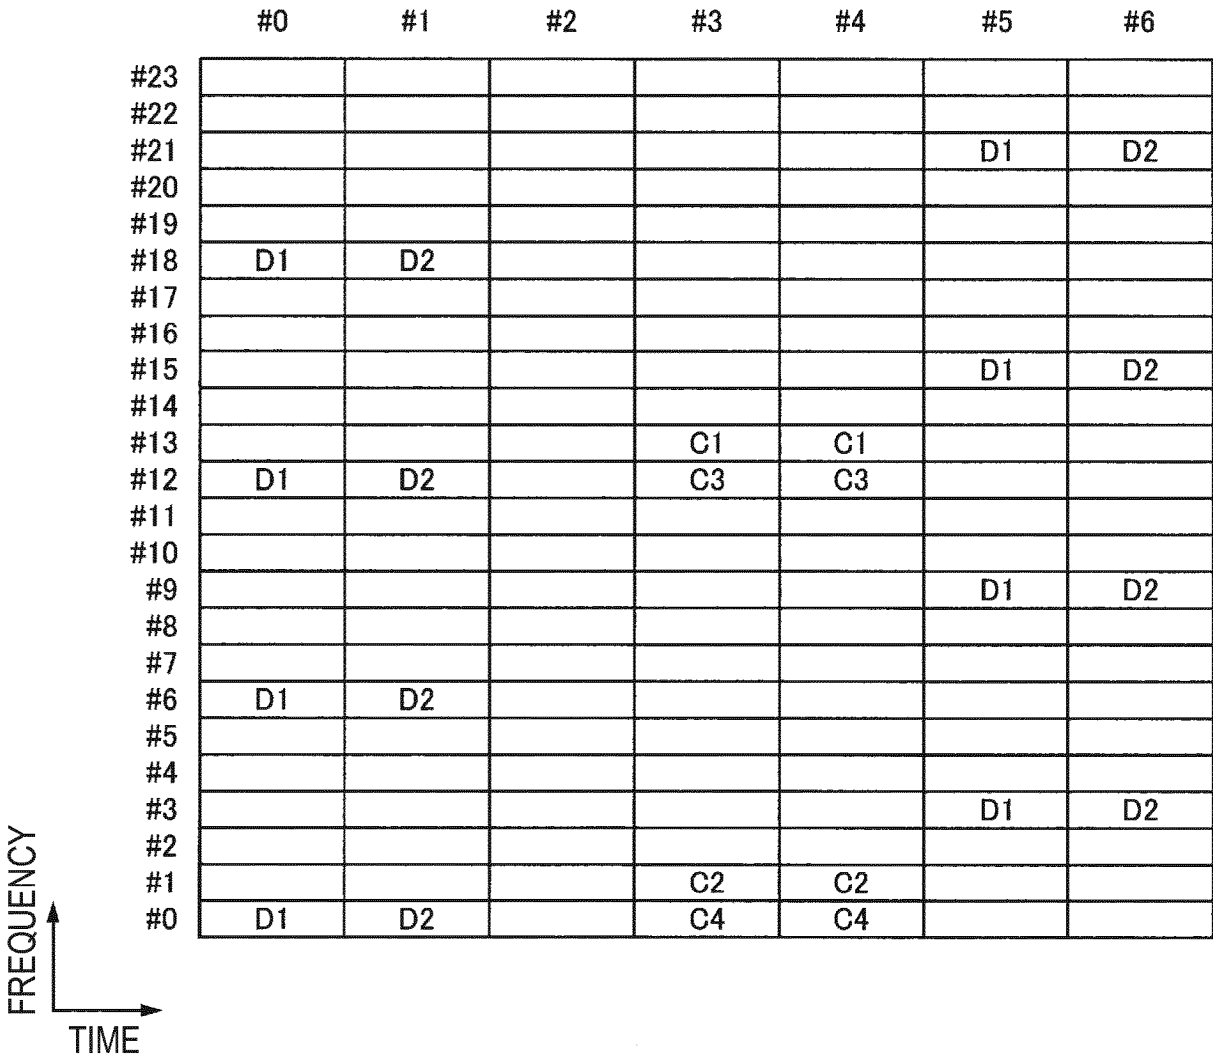 #0 #1 #2 #3 #4 #5 #6
#23
#22
#21 D1 D2
#20
#19
#18 D1 D2
#17
#16
#15 D1 D2
#14
#13 C1 C1
#12 D1 D2 C3 C3
#11
#10
#9 D1 D2
#8
#7
#6 D1 D2
#5
#4
#3 D1 D2
#2
#1 C2 C2
#0 D1 D2 C4 C4
FREQUENCY
TIME